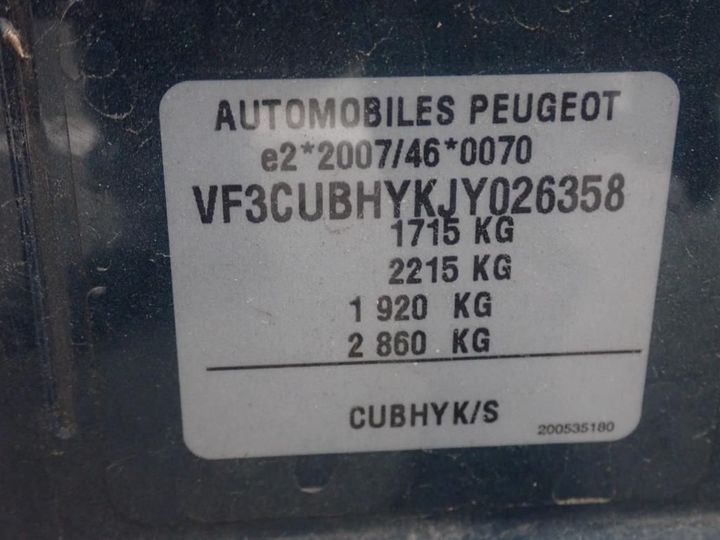 AUTOMOBILES PEUGEOT
e2*2007/46*0070
VF3CUBHYKJY026358
1715 KG
2215 KG
1 920 KG
2 860 KG
CUBHYK/S
200535180